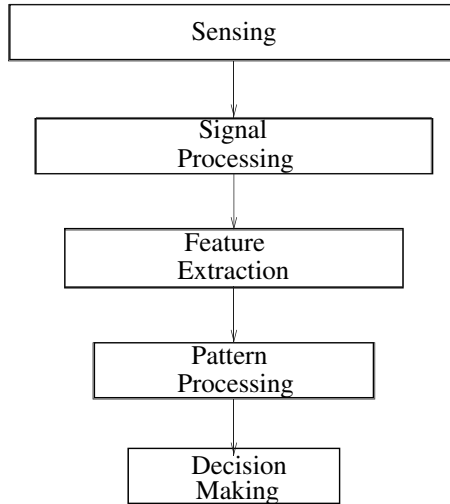 Sensing
Signal
Processing
Feature
Extraction
Pattern
Processing
Decision
Making